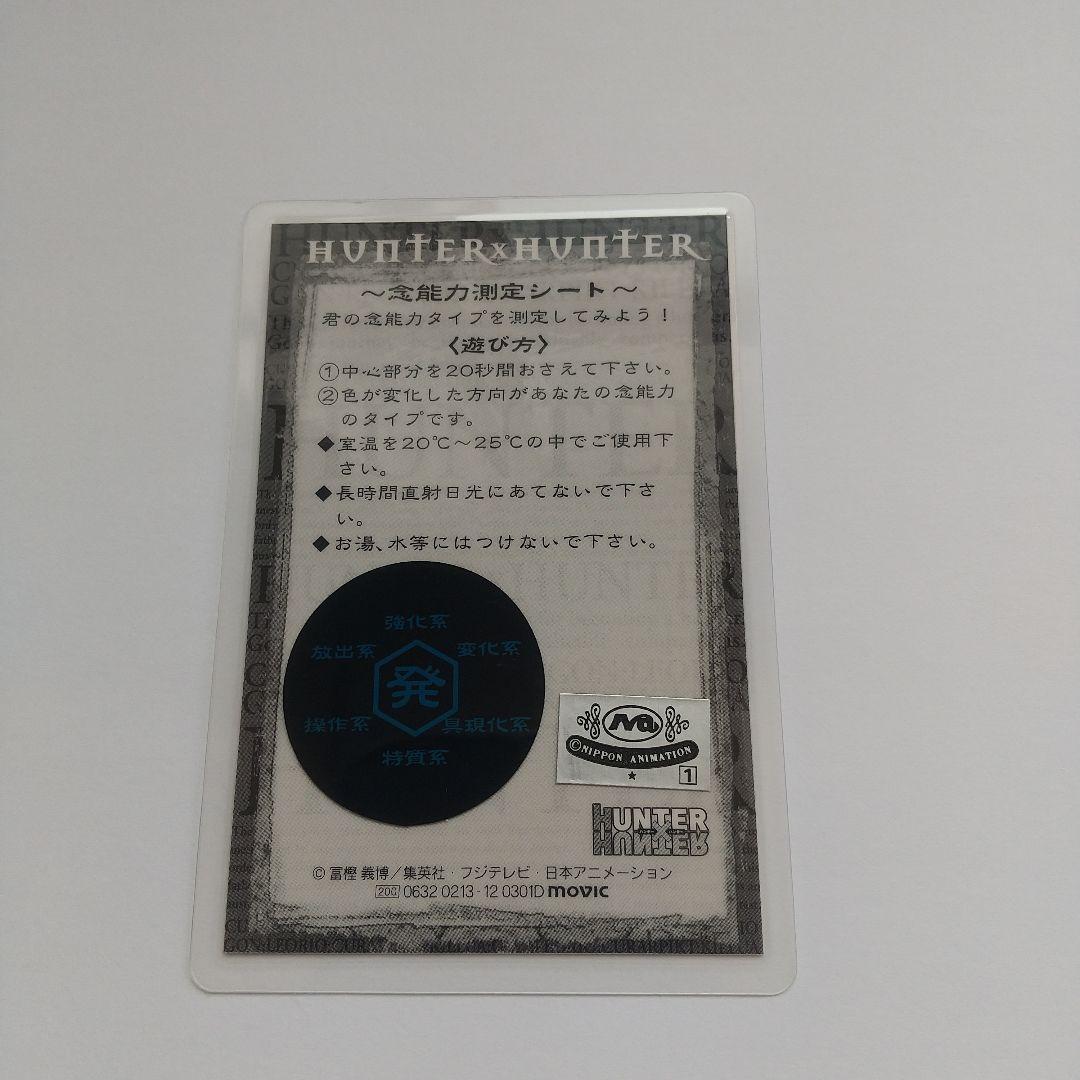 HUNTER×HUNTER
～念能力測定シート～
君の念能力タイプを測定してみよう！
〈遊び方〉
①中心部分を20秒間おさえて下さい。
②色が変化した方向があなたの念能力
のタイプです。
◆室温を20℃～25℃の中でご使用下
さい。
◆長時間直射日光にあてないで下さ
い。
◆お湯、水等にはつけないで下さい。
強化系
放出系 変化系
発
操作系 具現化系
特質系
Na
©NIPPON ANIMATION
★ 1
HUNTER
×
HUNTER
© 冨樫 義博／集英社・フジテレビ・日本アニメーション
200 0632 0213-12 0301D movic